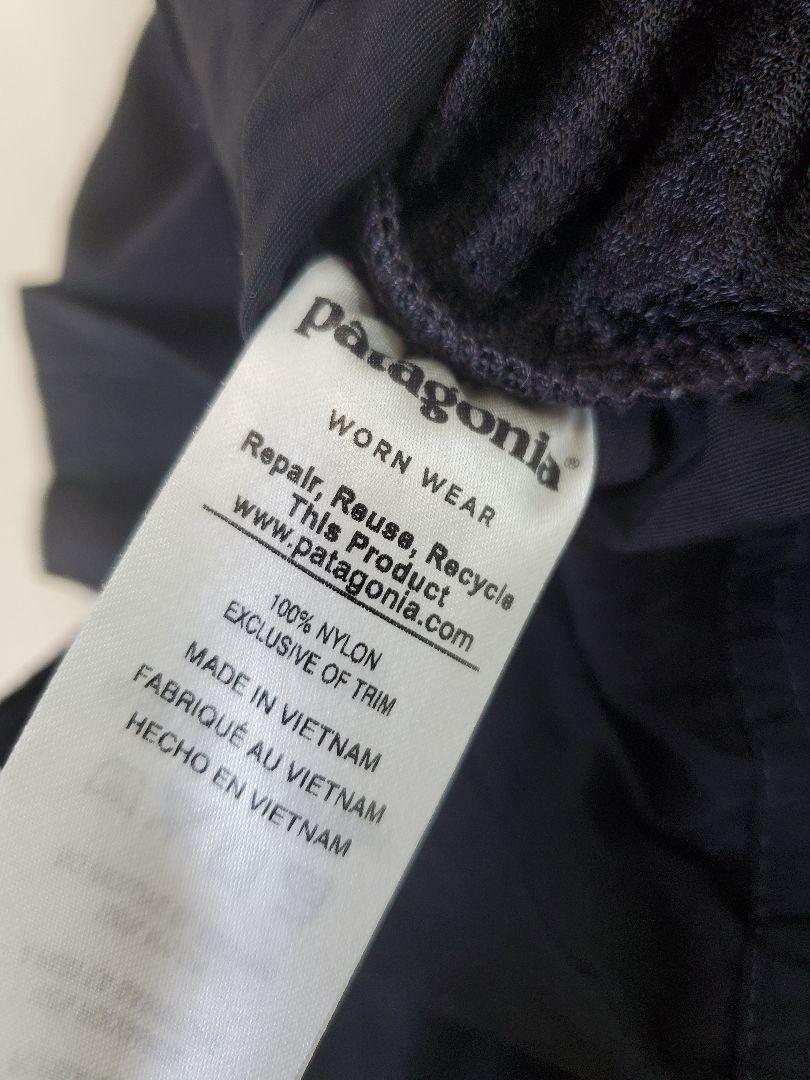 patagonia®
WORN WEAR
Repair, Reuse, Recycle
This Product
www.patagonia.com
100% NYLON
EXCLUSIVE OF TRIM
MADE IN VIETNAM
FABRIQUÉ AU VIETNAM
HECHO EN VIETNAM